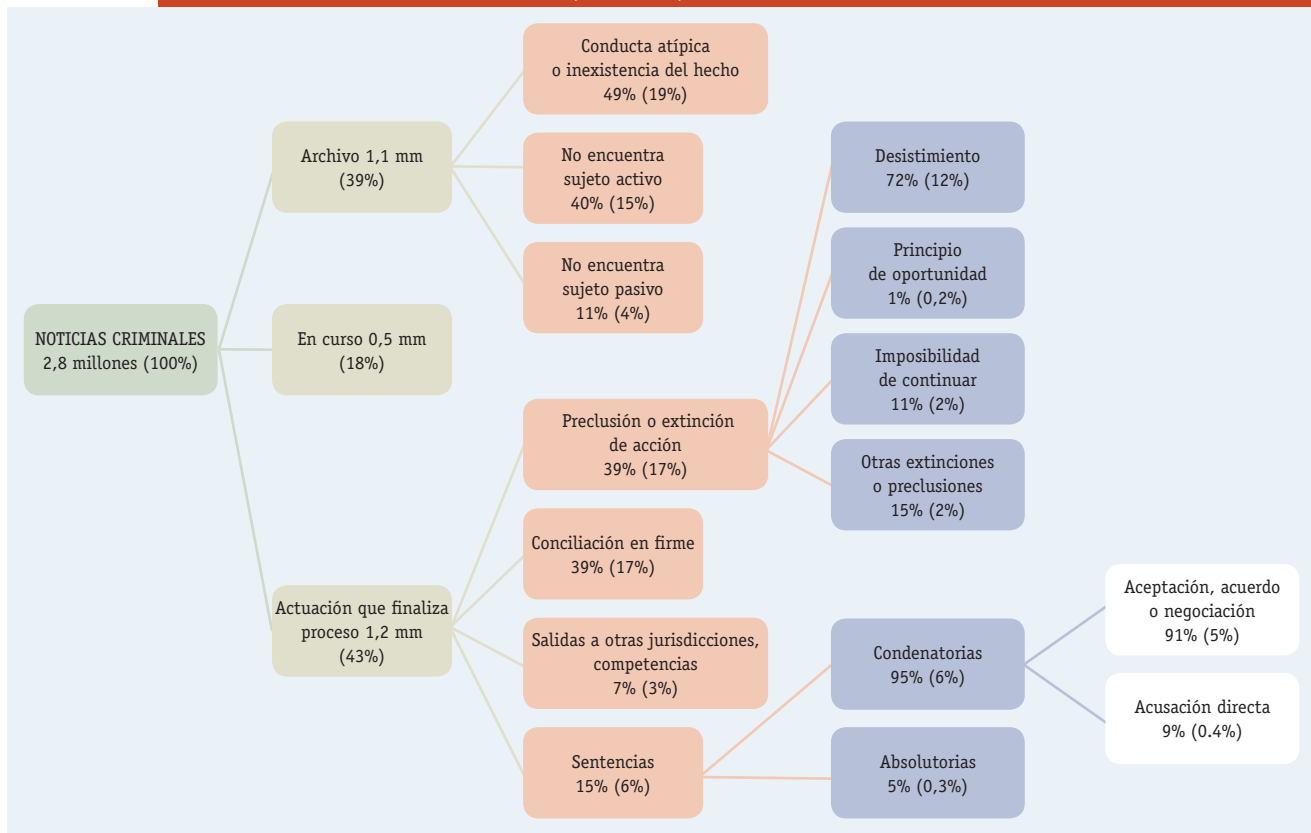 NOTICIAS CRIMINALES
2,8 millones (100%)
Archivo 1,1 mm
(39%)
En curso 0,5 mm
(18%)
Actuación que finaliza
proceso 1,2 mm
(43%)
Conducta atípica
o inexistencia del hecho
49% (19%)
No encuentra
sujeto activo
40% (15%)
No encuentra
sujeto pasivo
11% (4%)
Preclusión o extinción
de acción
39% (17%)
Conciliación en firme
39% (17%)
Salidas a otras jurisdicciones,
competencias
7% (3%)
Sentencias
15% (6%)
Desistimiento
72% (12%)
Principio
de oportunidad
1% (0,2%)
Imposibilidad
de continuar
11% (2%)
Otras extinciones
o preclusiones
15% (2%)
Condenatorias
95% (6%)
Absolutorias
5% (0,3%)
Aceptación, acuerdo
o negociación
91% (5%)
Acusación directa
9% (0.4%)